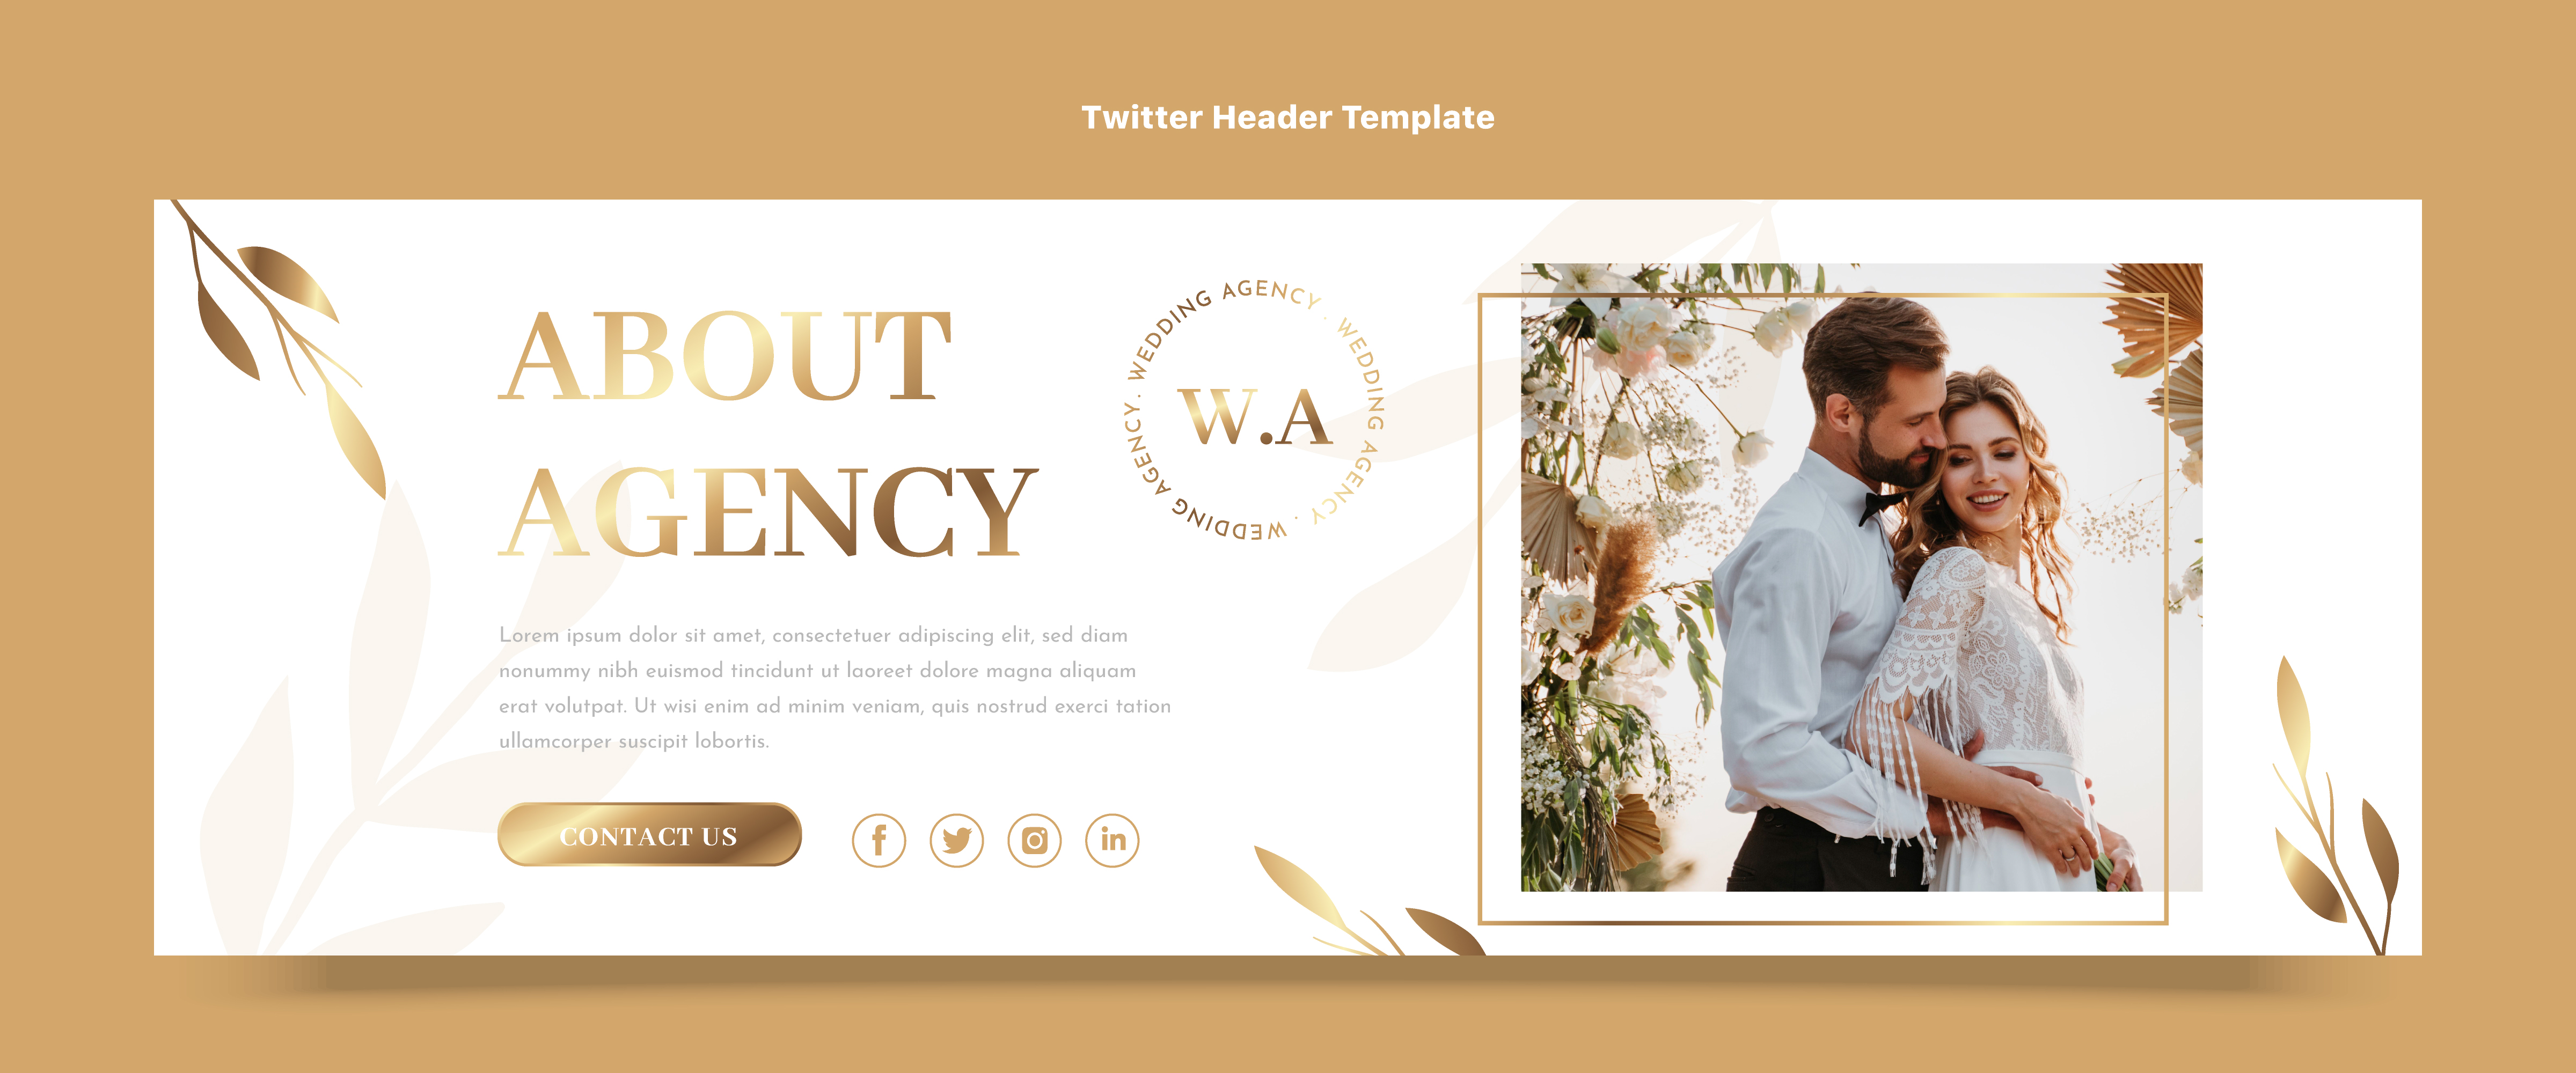 Twitter Header Template
ABOUT
AGENCY
WEDDING AGENCY . WEDDING AGENCY . WEDDING AGENCY.
W.A
Lorem ipsum dolor sit amet, consectetuer adipiscing elit, sed diam
nonummy nibh euismod tincidunt ut laoreet dolore magna aliquam
erat volutpat. Ut wisi enim ad minim veniam, quis nostrud exerci tation
ullamcorper suscipit lobortis.
CONTACT US